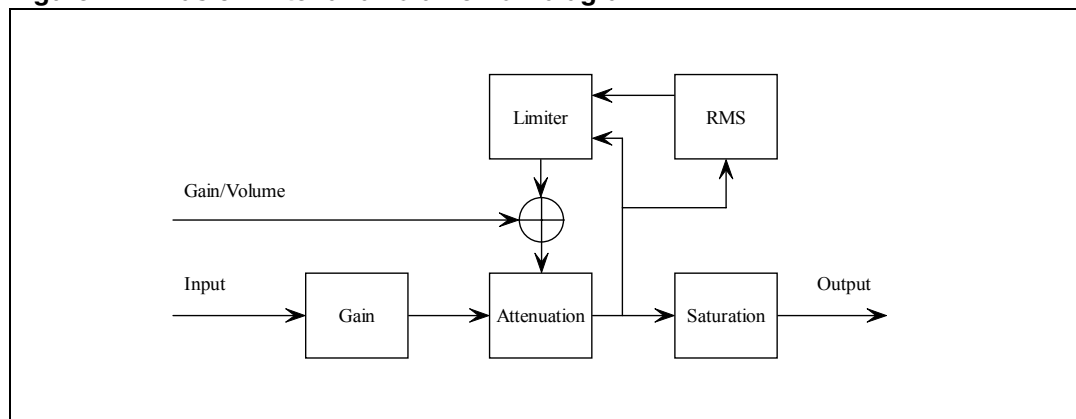 Limiter
RMS
Gain/Volume
Input
Output
Gain
Attenuation
Saturation